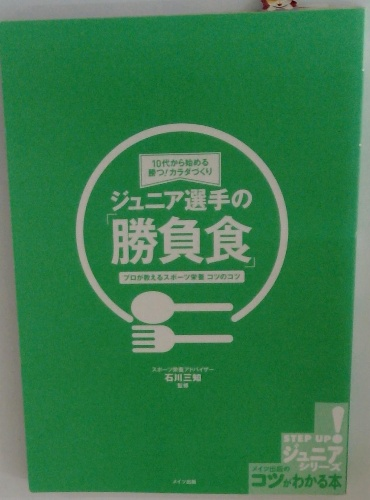 10代から始める
勝つ!カラダづくり
ジュニア選手の
「勝負食」
プロが教えるスポーツ栄養 コツのコツ
スポーツ栄養アドバイザー
石川三知
監修
STEP UP!
ジュニア
シリーズ
メイツ出版の
コツがわかる本
メイツ出版